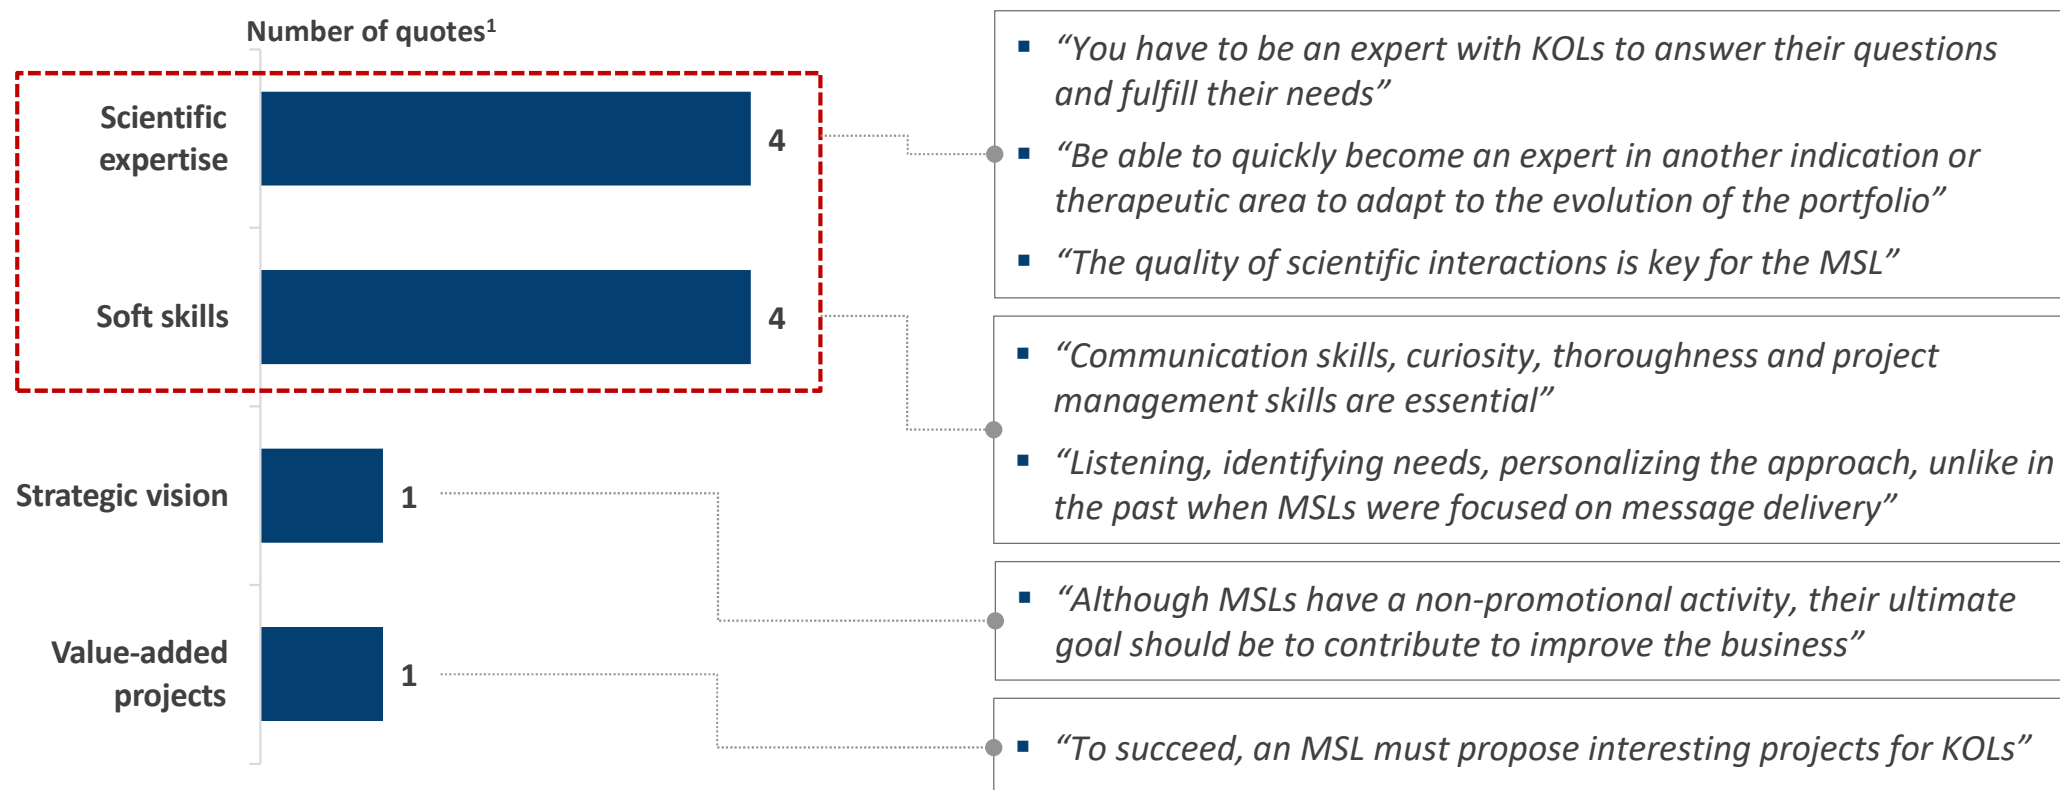 Number of quotes¹
Scientific
expertise
4
Soft skills
4
Strategic vision
1
Value-added
projects
1
▪ “You have to be an expert with KOLs to answer their questions
and fulfill their needs”
▪ “Be able to quickly become an expert in another indication or
therapeutic area to adapt to the evolution of the portfolio”
▪ “The quality of scientific interactions is key for the MSL”
▪ “Communication skills, curiosity, thoroughness and project
management skills are essential”
▪ “Listening, identifying needs, personalizing the approach, unlike in
the past when MSLs were focused on message delivery”
▪ “Although MSLs have a non-promotional activity, their ultimate
goal should be to contribute to improve the business”
▪ “To succeed, an MSL must propose interesting projects for KOLs”